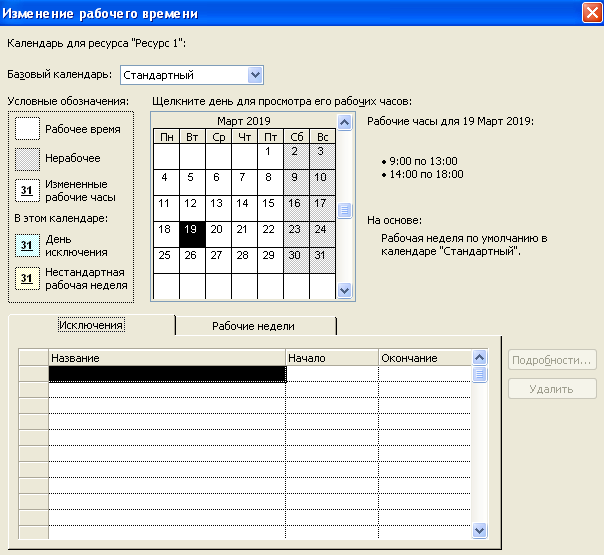 Изменение рабочего времени
Календарь для ресурса "Ресурс 1":
Базовый календарь: Стандартный
Условные обозначения:
Рабочее время
Нерабочее
31 Измененные
рабочие часы
В этом календаре:
31 День
исключения
31 Нестандартная
рабочая неделя
Щелкните день для просмотра его рабочих часов:
Март 2019
Пн Вт Ср Чт Пт Сб Вс
1 2 3
4 5 6 7 8 9 10
11 12 13 14 15 16 17
18 19 20 21 22 23 24
25 26 27 28 29 30 31
Рабочие часы для 19 Март 2019:
• 9:00 по 13:00
• 14:00 по 18:00
На основе:
Рабочая неделя по умолчанию в
календаре "Стандартный".
Исключения Рабочие недели
Название Начало Окончание
Подробности...
Удалить